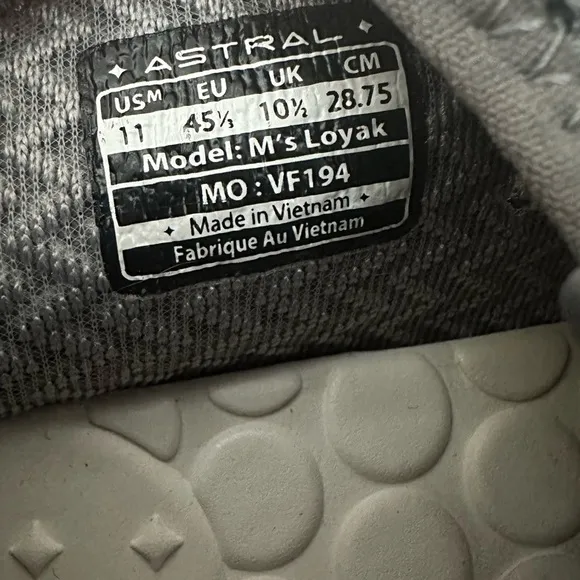 ASTRAL
USM EU UK CM
11 45⅓ 10½ 28.75
Model: M's Loyak
MO : VF194
Made in Vietnam
Fabrique Au Vietnam